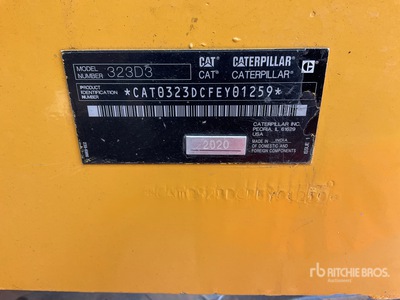 MODEL NUMBER 323D3 CAT CATERPILLAR
CAT® CATERPILLAR®
PRODUCT IDENTIFICATION NUMBER *CAT0323DCFEY01259*
CATERPILLAR INC.
PEORIA, IL 61629
USA
2020
MADE IN INDIA
OF DOMESTIC AND
FOREIGN COMPONENTS
rb RITCHIE BROS